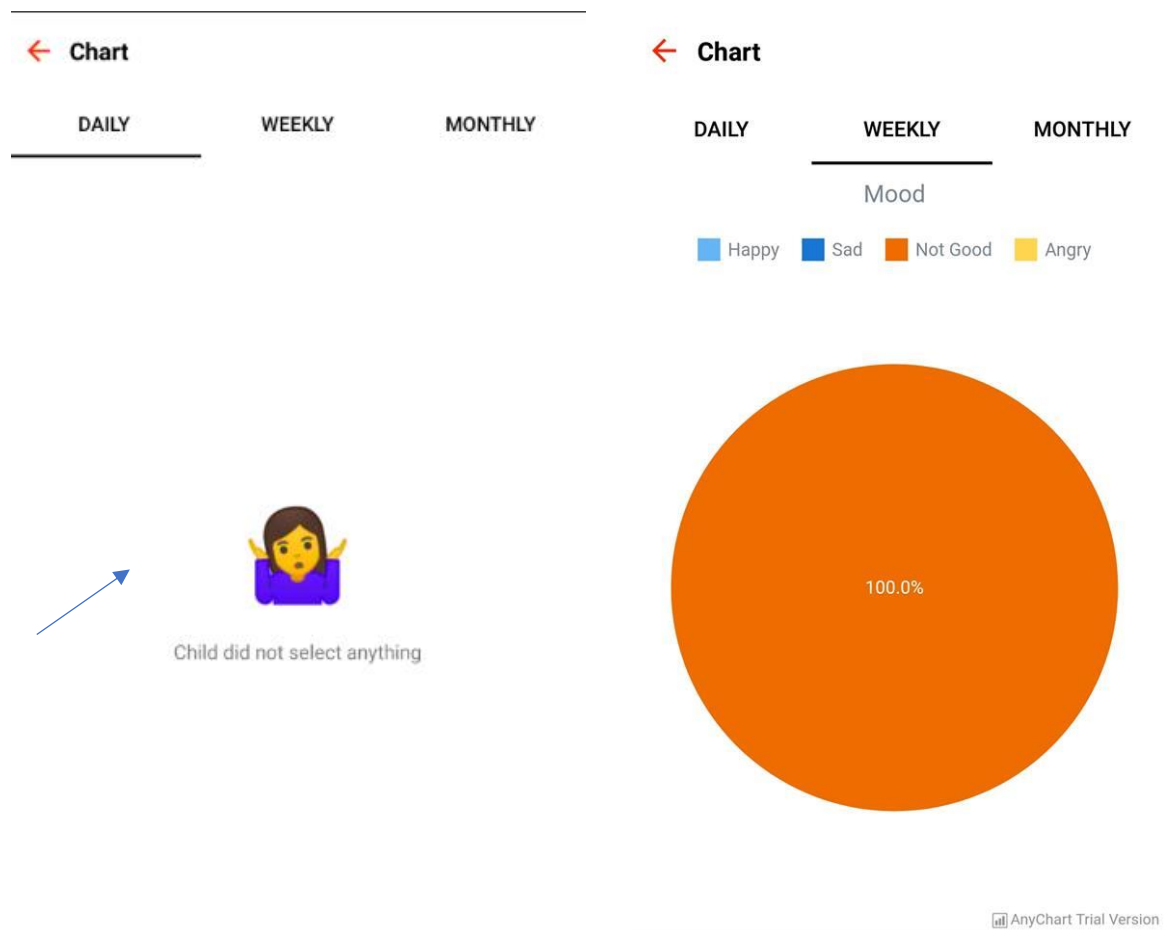 Chart
DAILY WEEKLY MONTHLY
Child did not select anything
Chart
DAILY WEEKLY MONTHLY
Mood
Happy Sad Not Good Angry
100.0%
AnyChart Trial Version